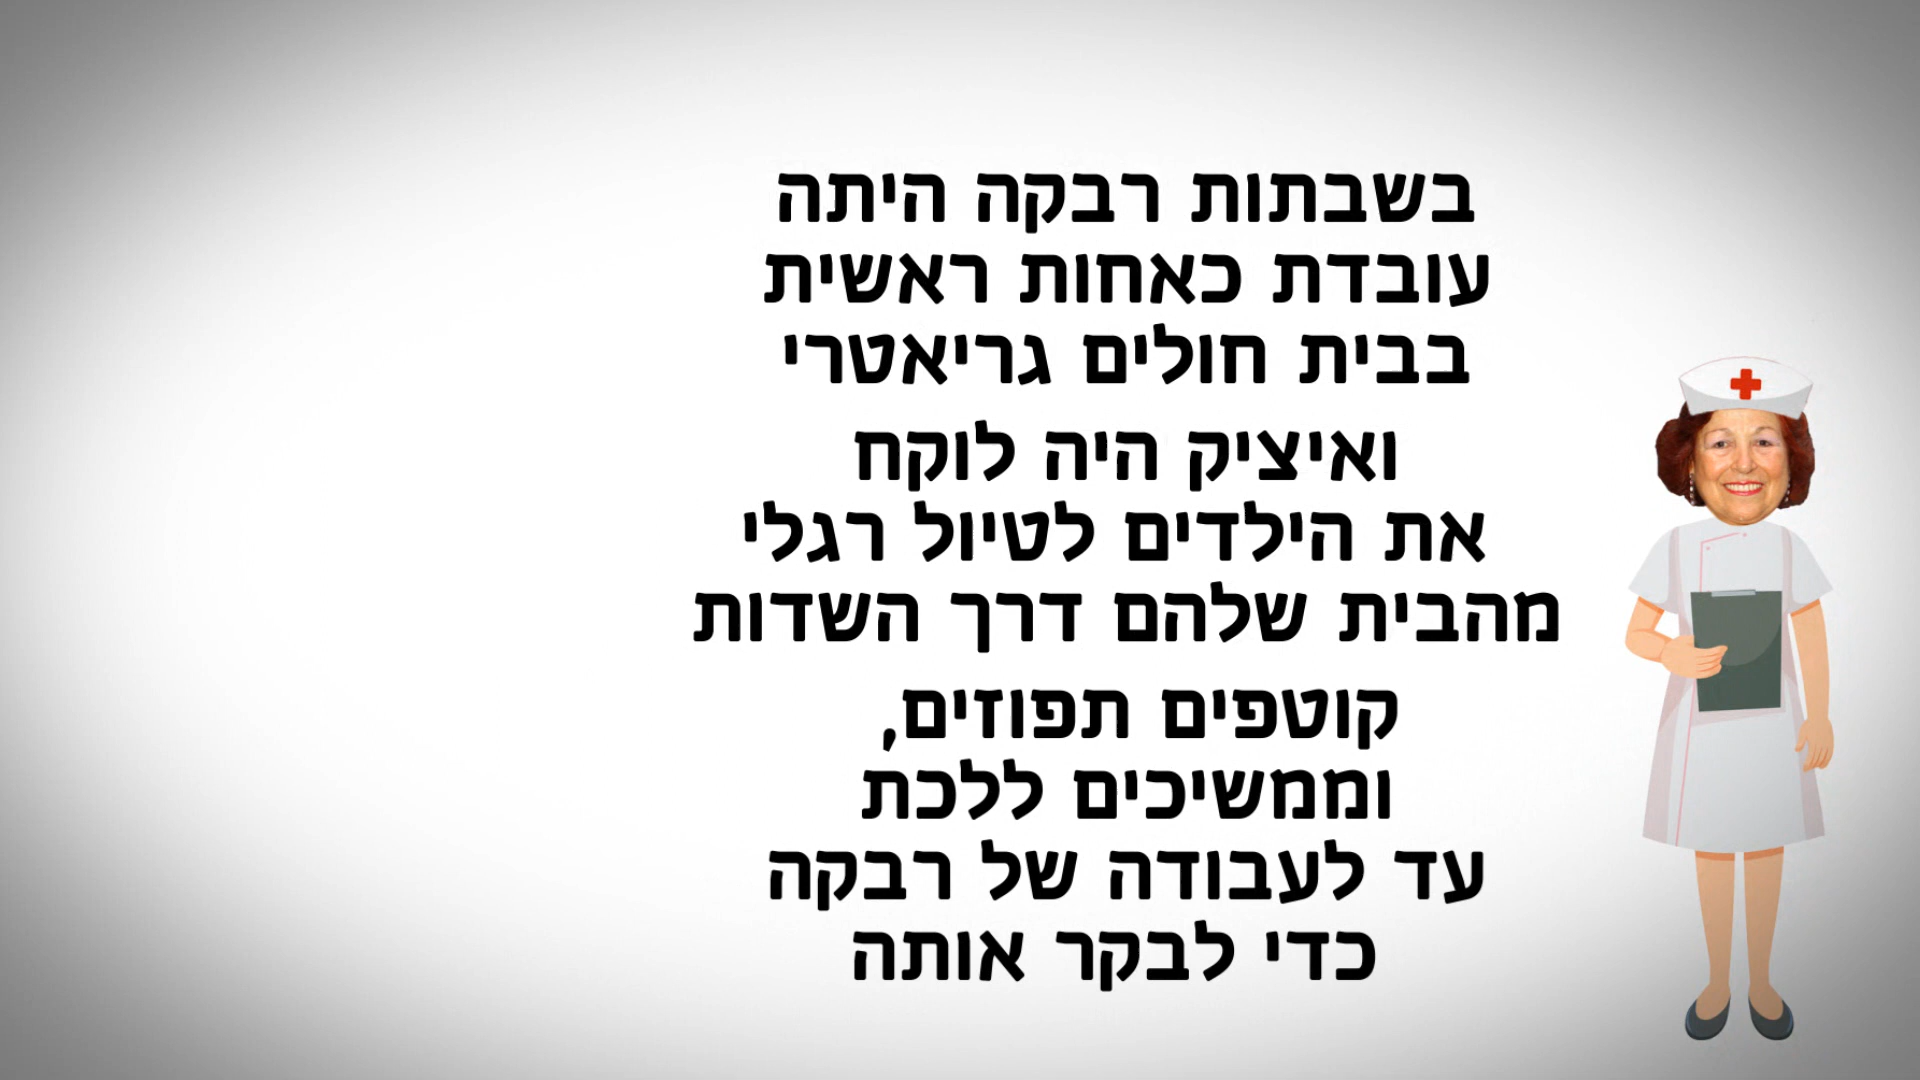 בשבתות רבקה היתה
עובדת כאחות ראשית
בבית חולים גריאטרי
ואיציק היה לוקח
את הילדים לטיול רגלי
מהבית שלהם דרך השדות
קוטפים תפוזים,
וממשיכים ללכת
עד לעבודה של רבקה
כדי לבקר אותה